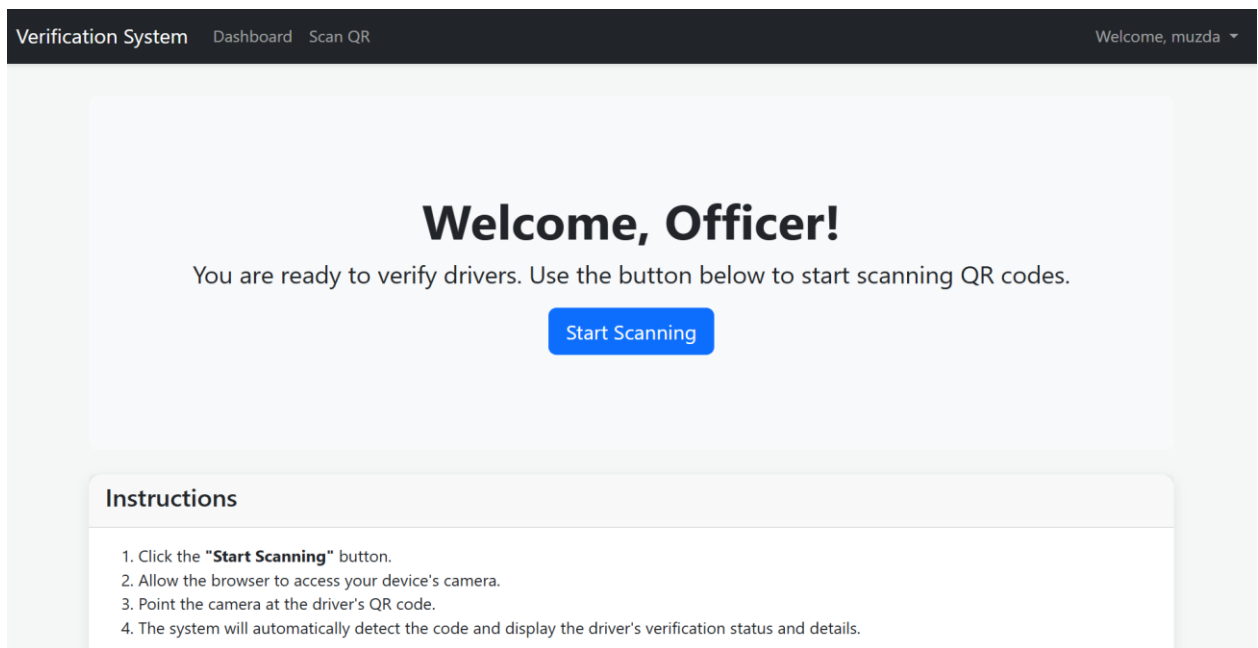 Verification System Dashboard Scan QR Welcome, muzda
Welcome, Officer!
You are ready to verify drivers. Use the button below to start scanning QR codes.
Start Scanning
Instructions
1. Click the "Start Scanning" button.
2. Allow the browser to access your device's camera.
3. Point the camera at the driver's QR code.
4. The system will automatically detect the code and display the driver's verification status and details.